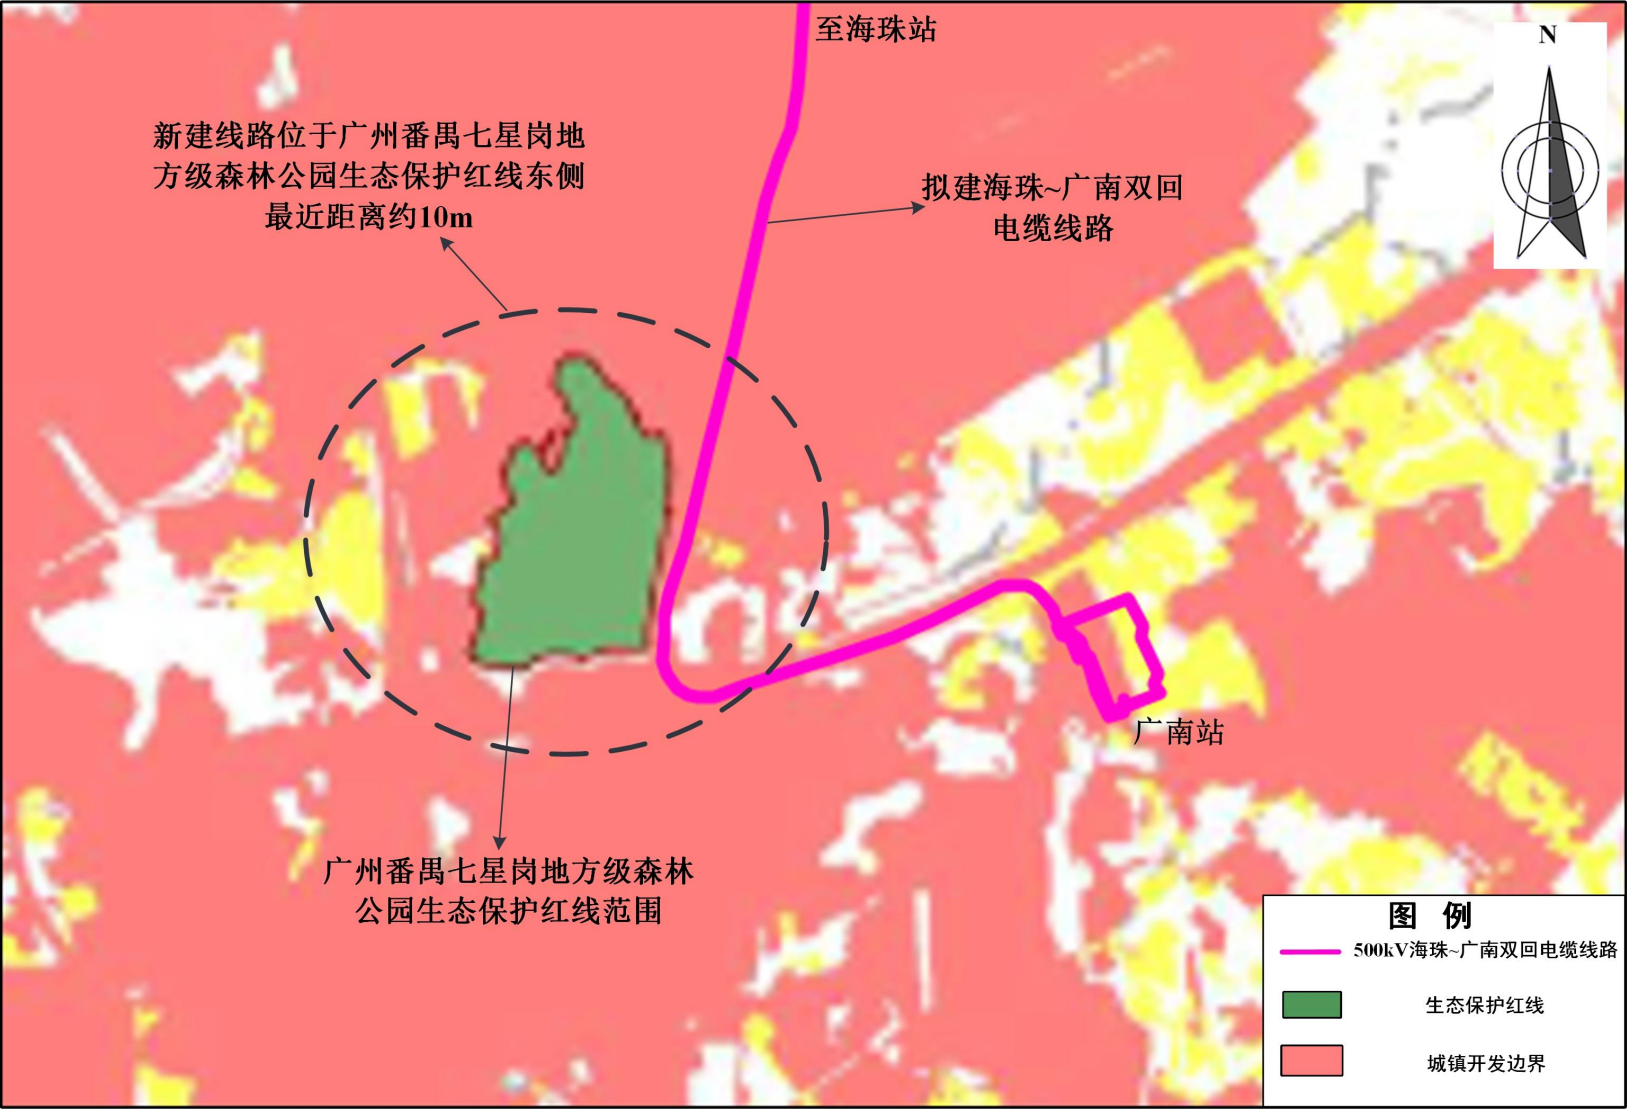 至海珠站
N
新建线路位于广州番禺七星岗地
方级森林公园生态保护红线东侧
最近距离约10m
拟建海珠~广南双回
电缆线路
广南站
广州番禺七星岗地方级森林
公园生态保护红线范围
图 例
500kV海珠~广南双回电缆线路
生态保护红线
城镇开发边界